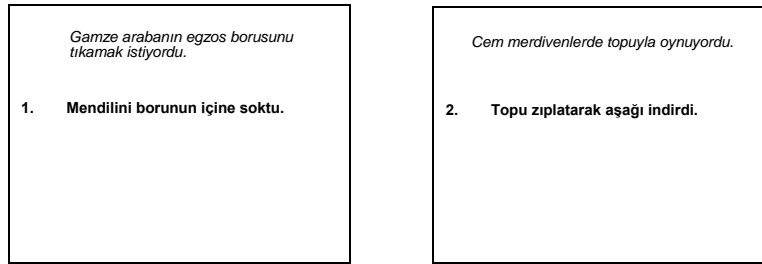 Gamze arabanın egzos borusunu
tıkamak istiyordu.
1. Mendilini borunun içine soktu.
Cem merdivenlerde topuyla oynuyordu.
2. Topu zıplatarak aşağı indirdi.